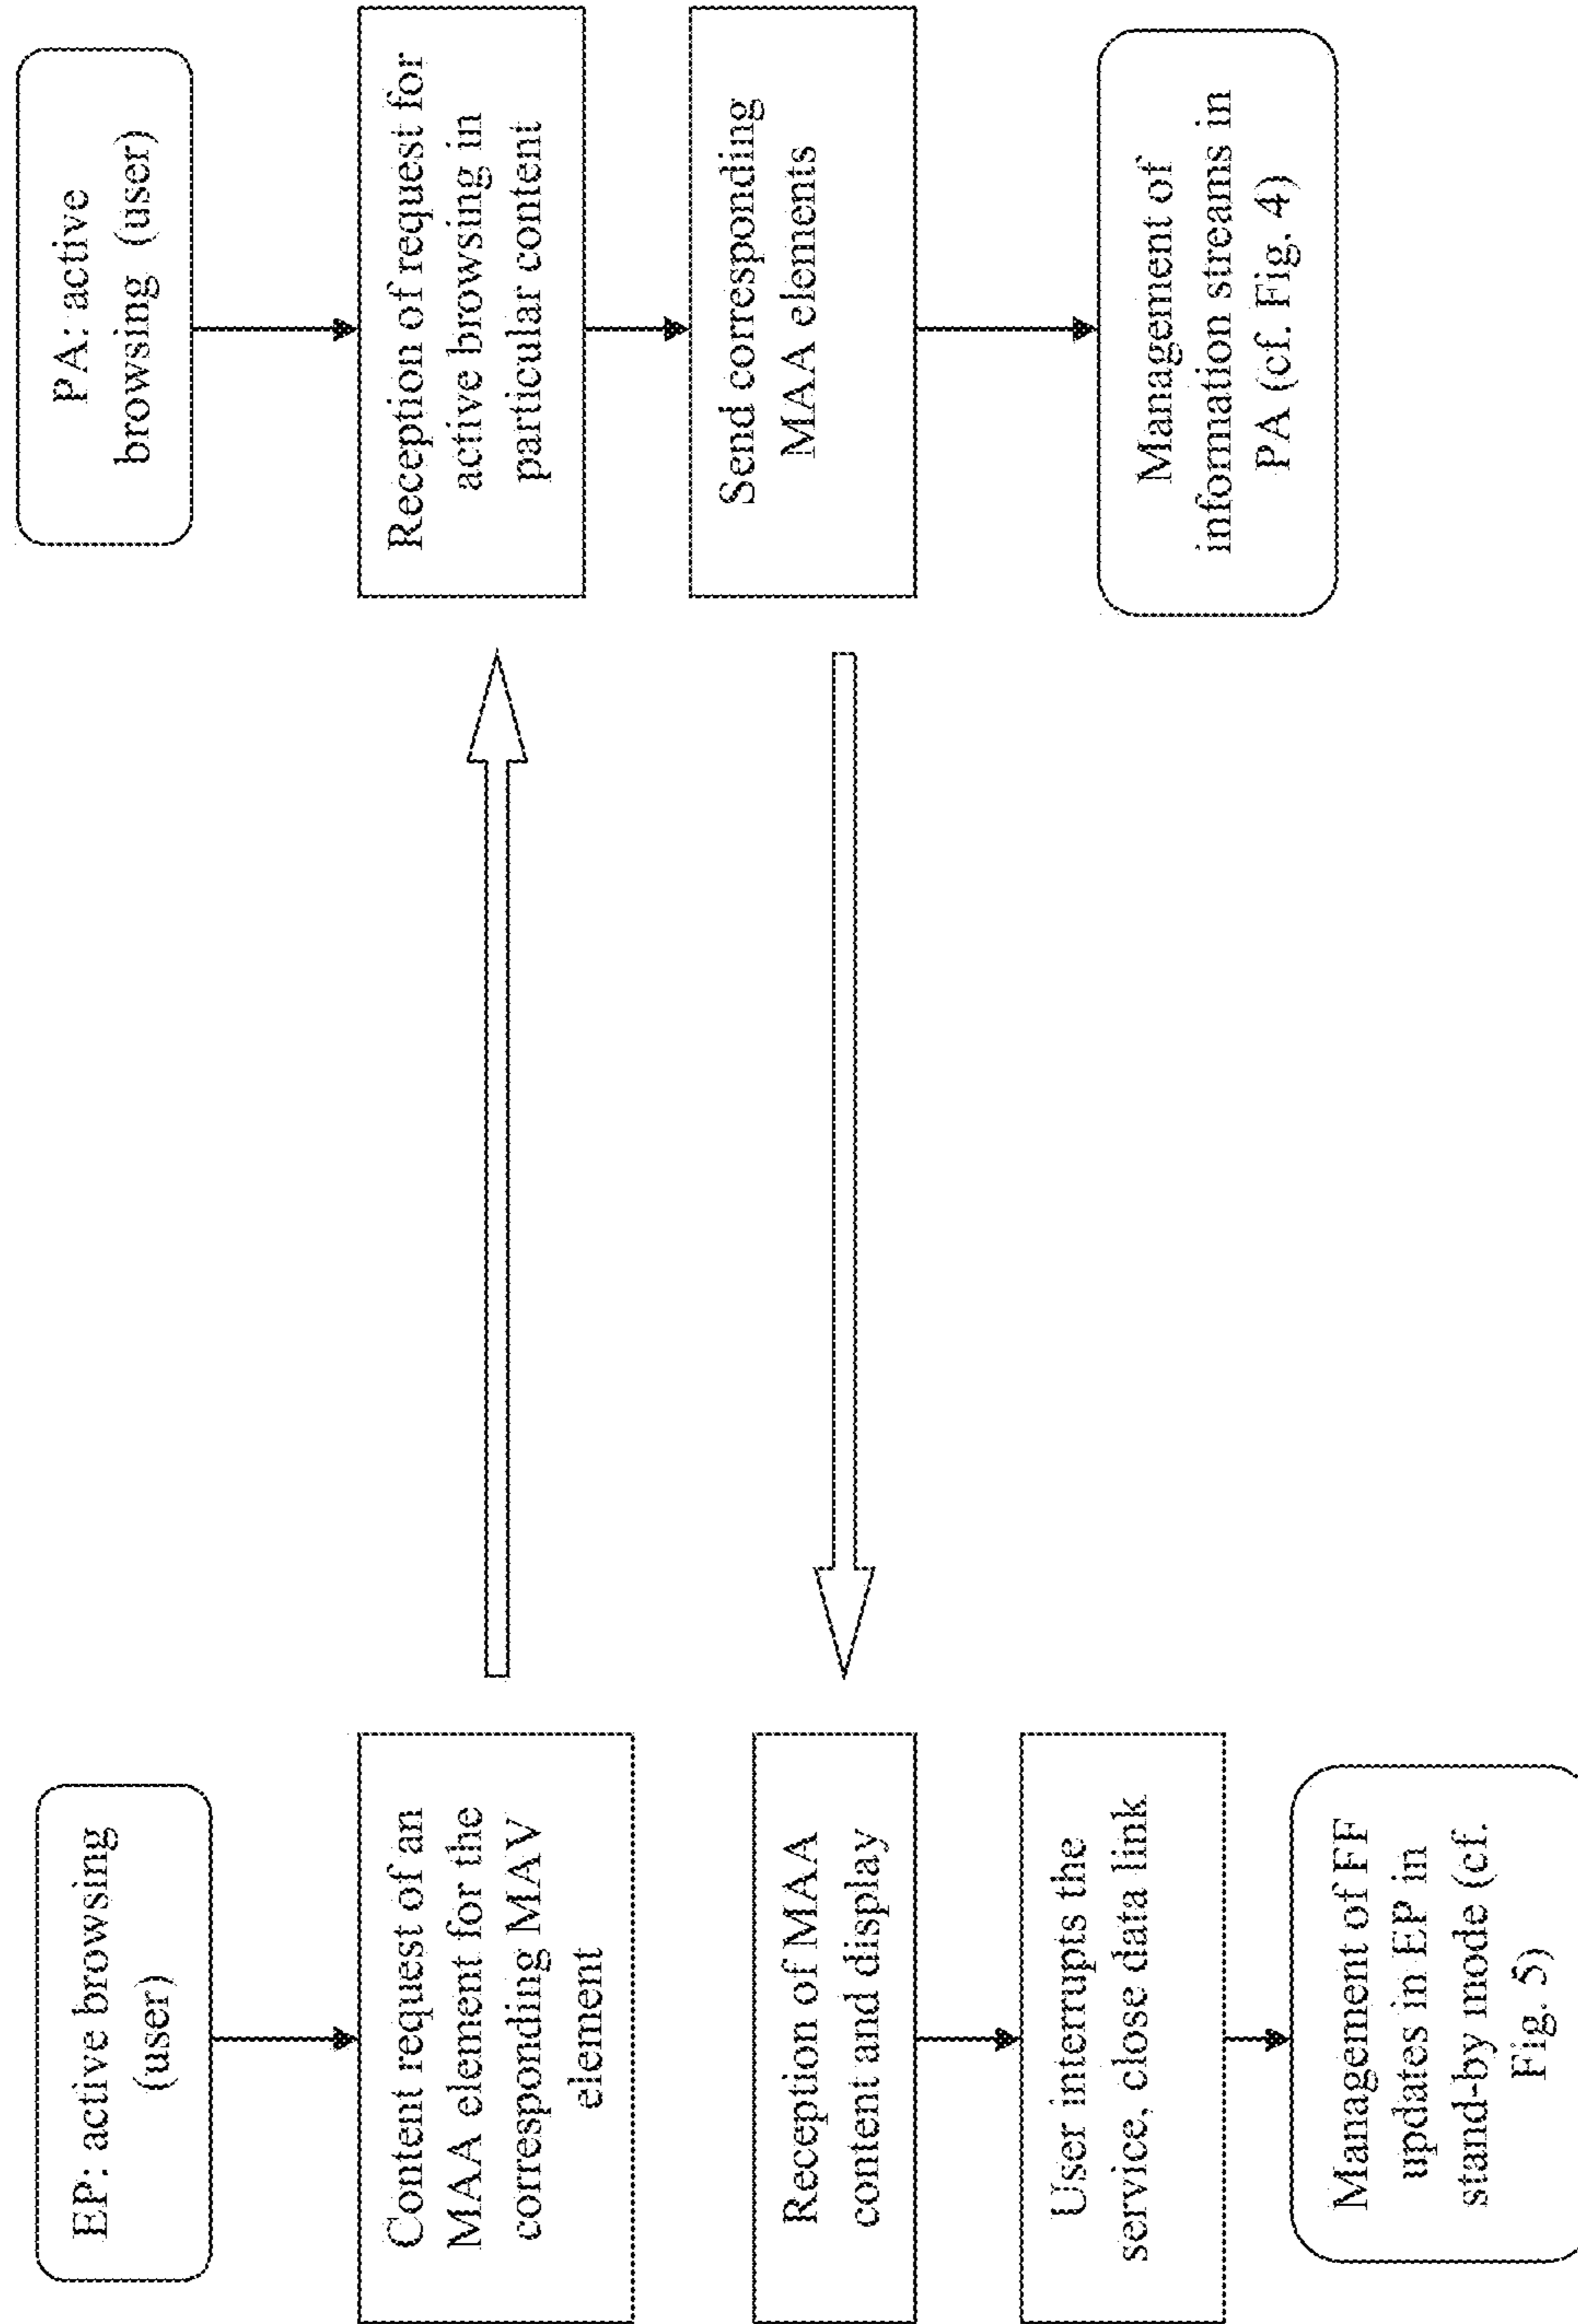 EP: active browsing
(user)
Content request of an
MAA element for the
corresponding MAV
element
Reception of MAA
content and display
User interrupts the
service, close data link
Management of FF
updates in EP in
stand-by mode (cf.
Fig. 5)
PA: active
browsing (user)
Reception of request for
active browsing in
particular content
Send corresponding
MAA elements
Management of
information streams in
PA (cf. Fig. 4)